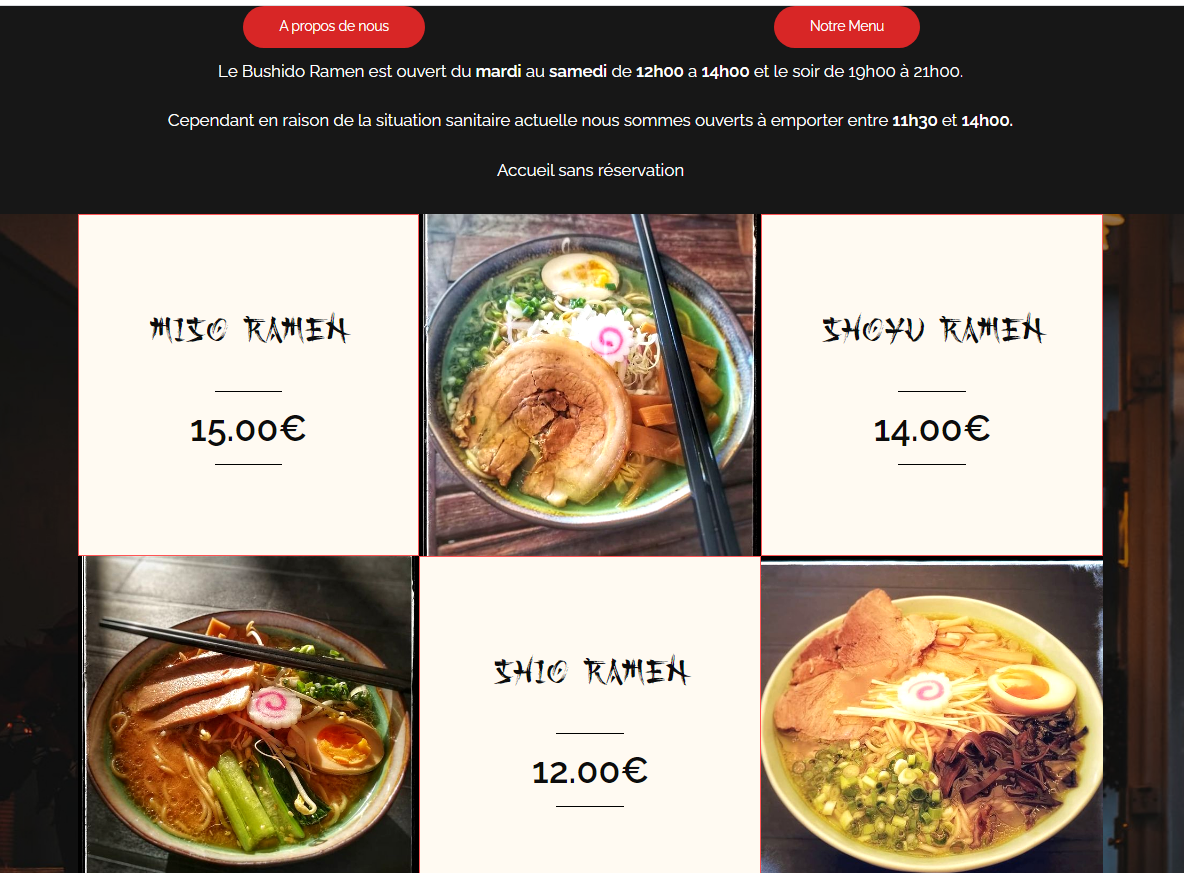 A propos de nous
Notre Menu
Le Bushido Ramen est ouvert du mardi au samedi de 12h00 a 14h00 et le soir de 19h00 à 21h00.
Cependant en raison de la situation sanitaire actuelle nous sommes ouverts à emporter entre 11h30 et 14h00.
Accueil sans réservation
MISO RAMEN
15.00€
SHOYU RAMEN
14.00€
SHIO RAMEN
12.00€